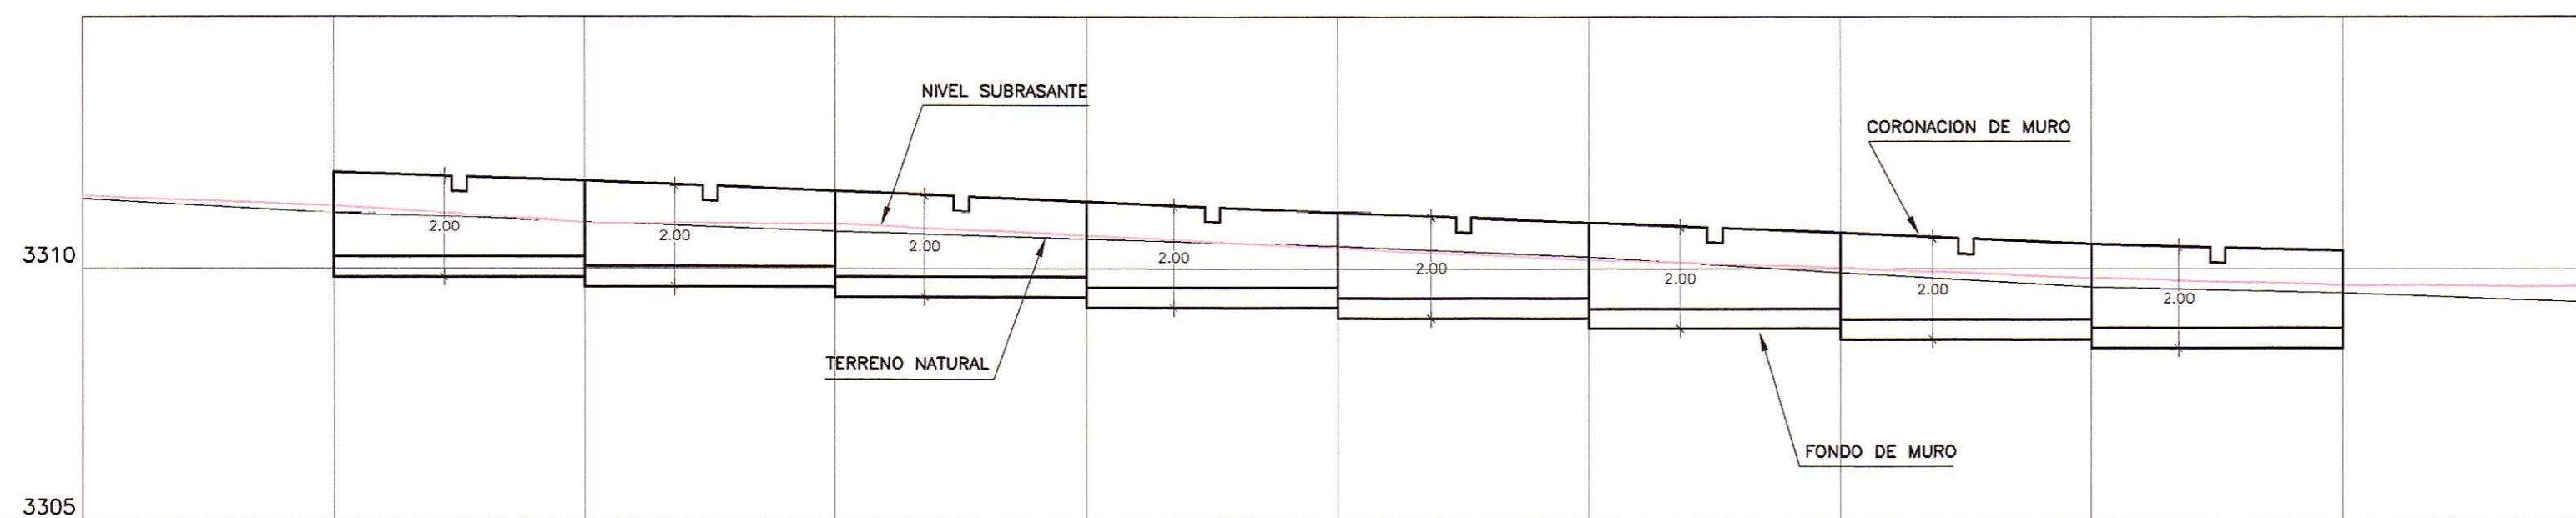 NIVEL SUBRASANTE
CORONACION DE MURO
2.00
2.00
2.00
2.00
2.00
2.00
2.00
2.00
3310
TERRENO NATURAL
FONDO DE MURO
3305